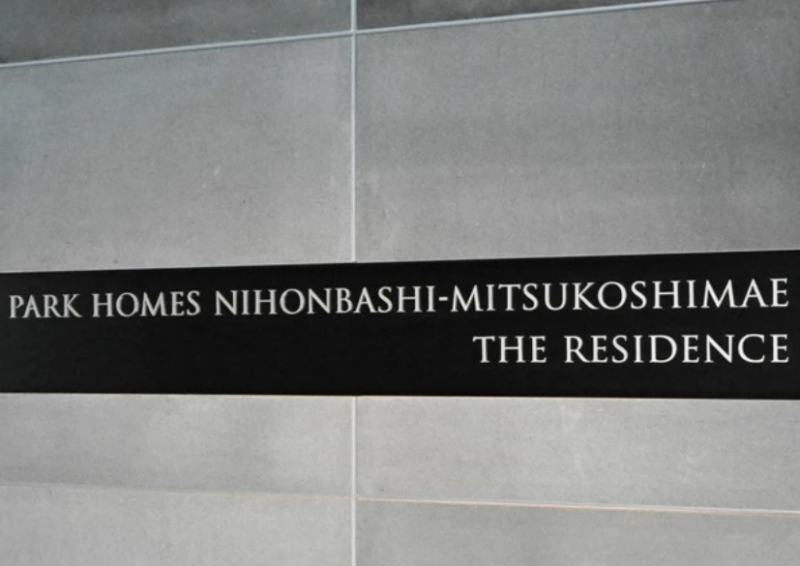 PARK HOMES NIHONBASHI-MITSUKOSHIMAE
THE RESIDENCE